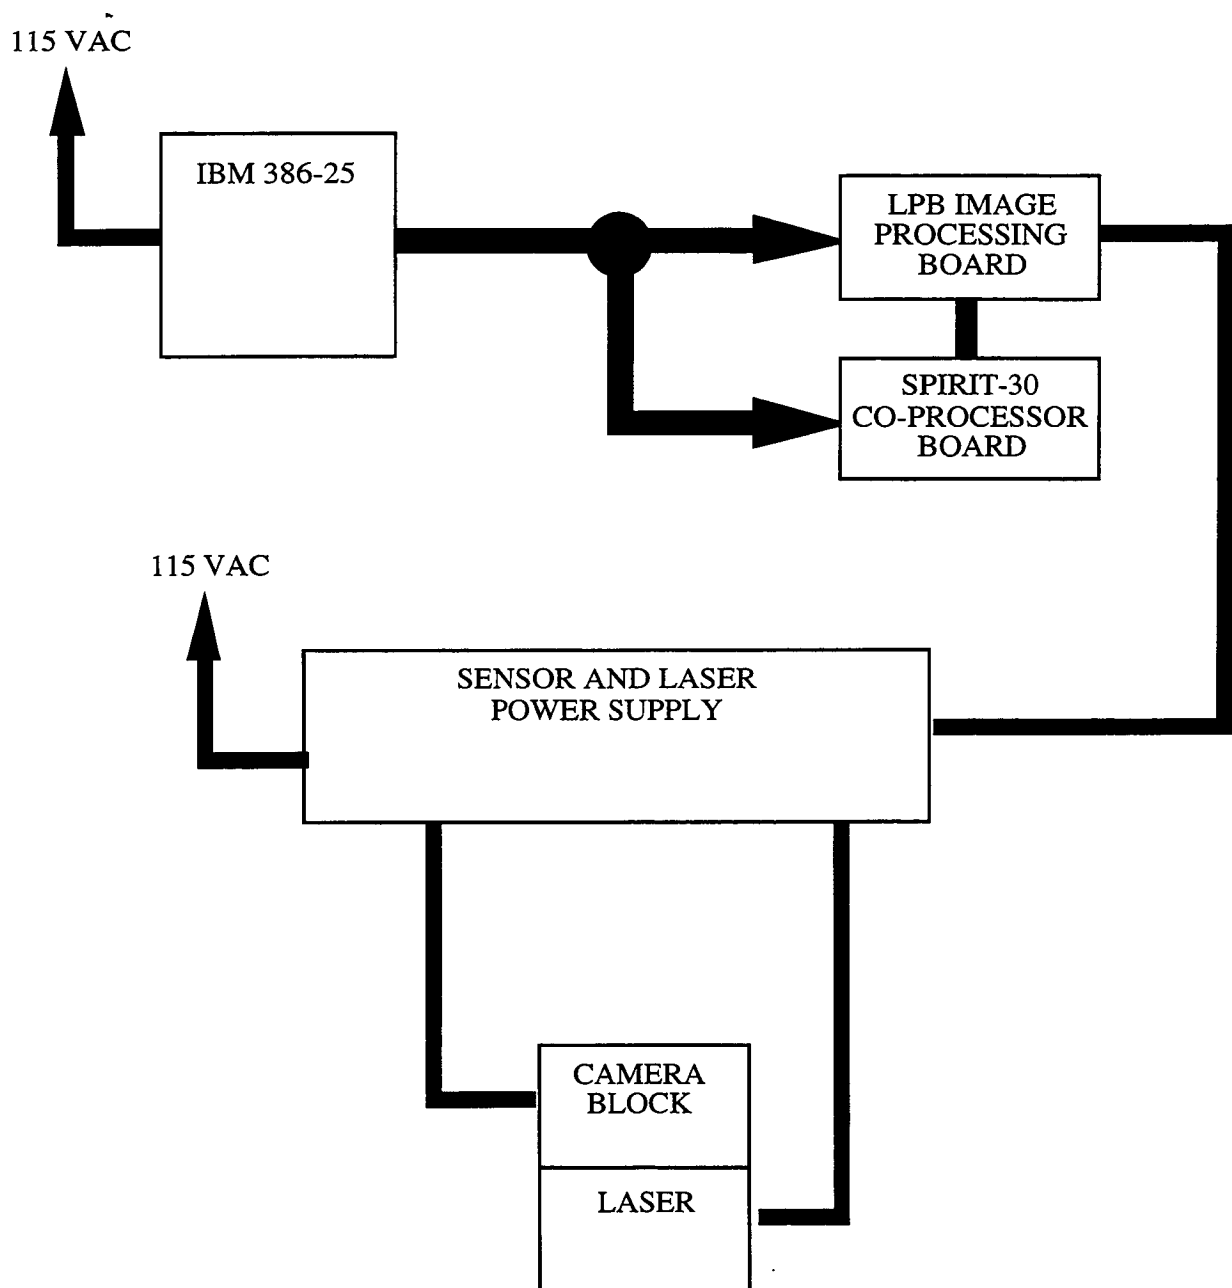 115 VAC
IBM 386-25
LPB IMAGE
PROCESSING
BOARD
SPIRIT-30
CO-PROCESSOR
BOARD
115 VAC
SENSOR AND LASER
POWER SUPPLY
CAMERA
BLOCK
LASER